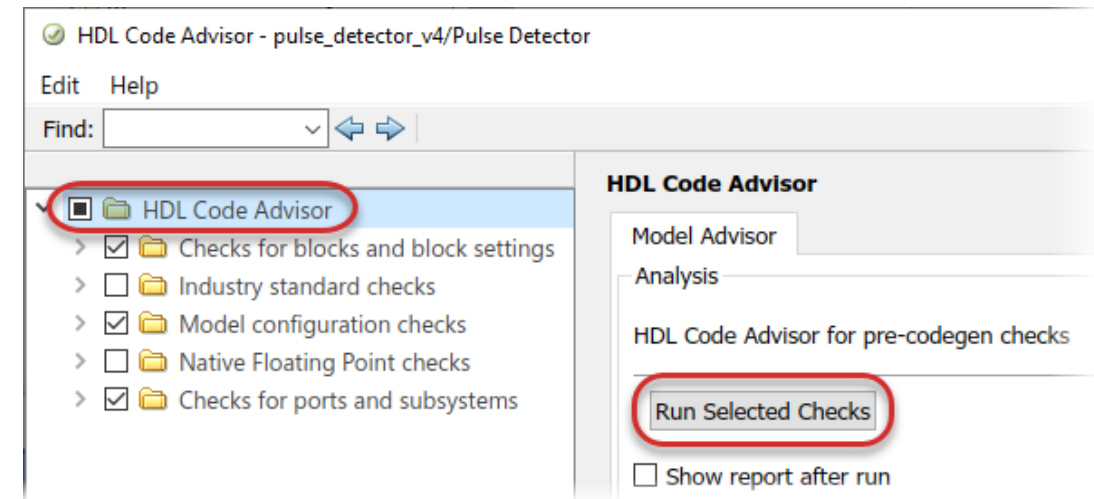 HDL Code Advisor - pulse_detector_v4/Pulse Detector
Edit Help
Find:
HDL Code Advisor
Checks for blocks and block settings
Industry standard checks
Model configuration checks
Native Floating Point checks
Checks for ports and subsystems
HDL Code Advisor
Model Advisor
Analysis
HDL Code Advisor for pre-codegen checks
Run Selected Checks
Show report after run